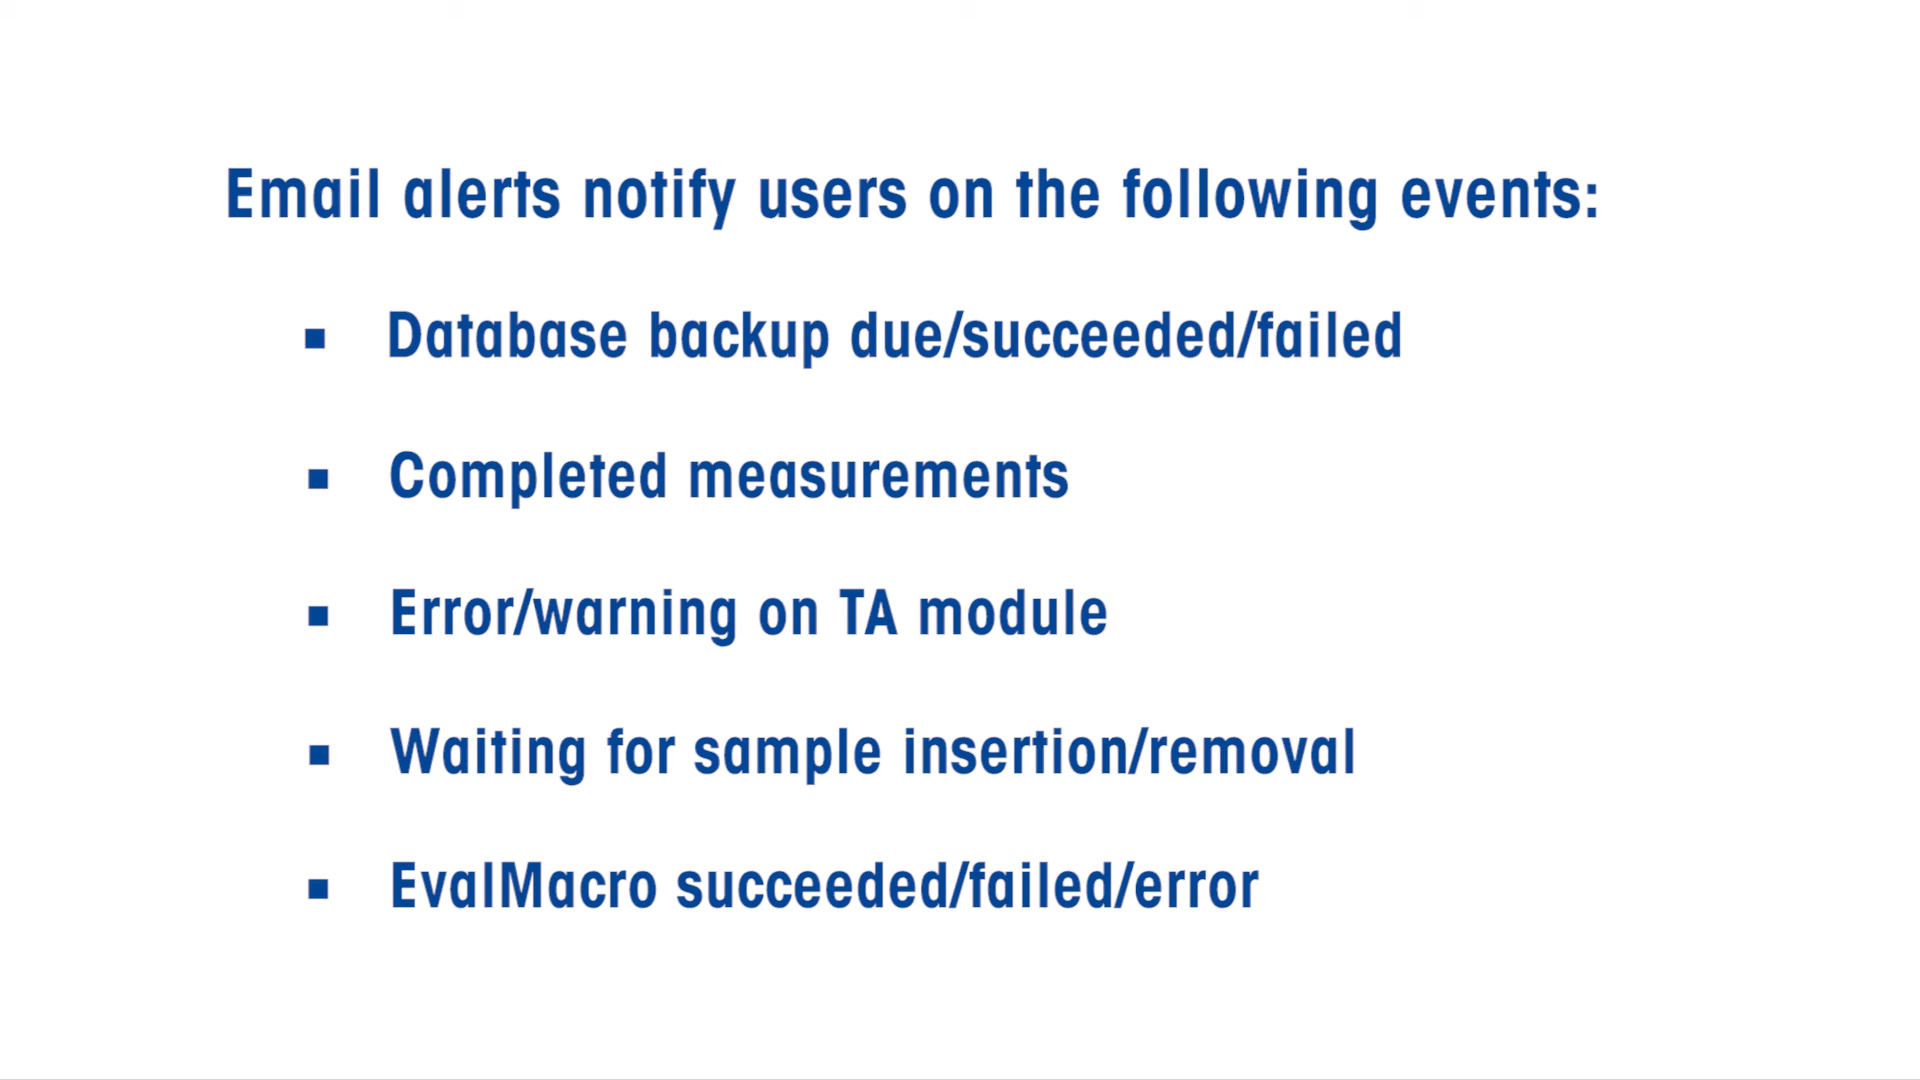 Email alerts notify users on the following events:
▪ Database backup due/succeeded/failed
▪ Completed measurements
▪ Error/warning on TA module
▪ Waiting for sample insertion/removal
▪ EvalMacro succeeded/failed/error